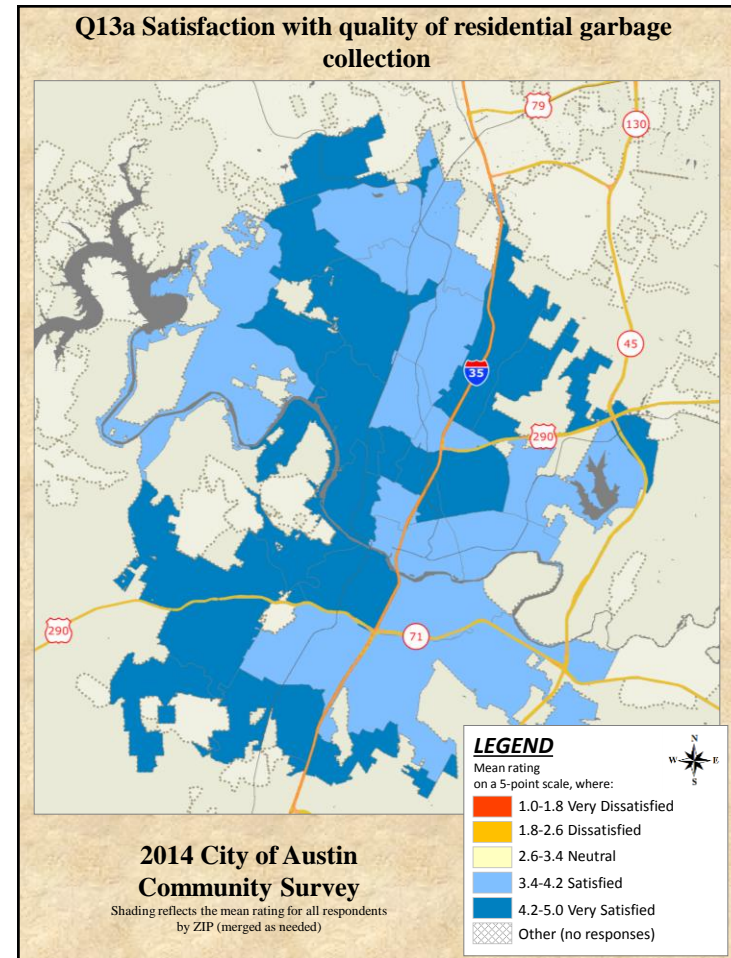 Q13a Satisfaction with quality of residential garbage
collection
79
130
45
35
290
290
71
LEGEND
Mean rating
on a 5-point scale, where:
1.0-1.8 Very Dissatisfied
1.8-2.6 Dissatisfied
2.6-3.4 Neutral
3.4-4.2 Satisfied
4.2-5.0 Very Satisfied
Other (no responses)
N
W
E
S
2014 City of Austin
Community Survey
Shading reflects the mean rating for all respondents
by ZIP (merged as needed)